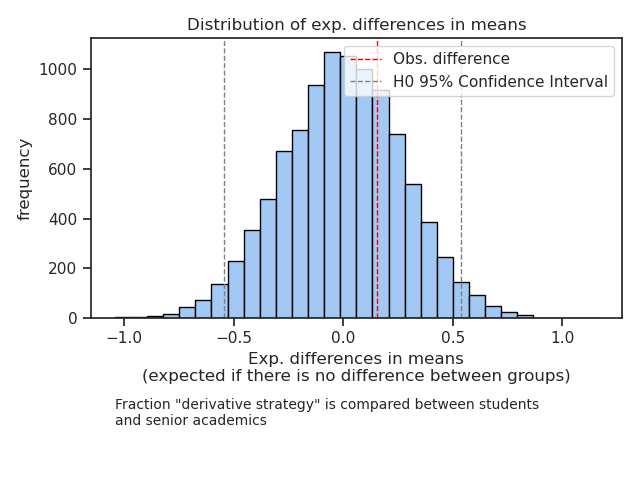 Distribution of exp. differences in means
Obs. difference
H0 95% Confidence Interval
frequency
1000
800
600
400
200
0
−1.0 −0.5 0.0 0.5 1.0
Exp. differences in means
(expected if there is no difference between groups)
Fraction "derivative strategy" is compared between students
and senior academics